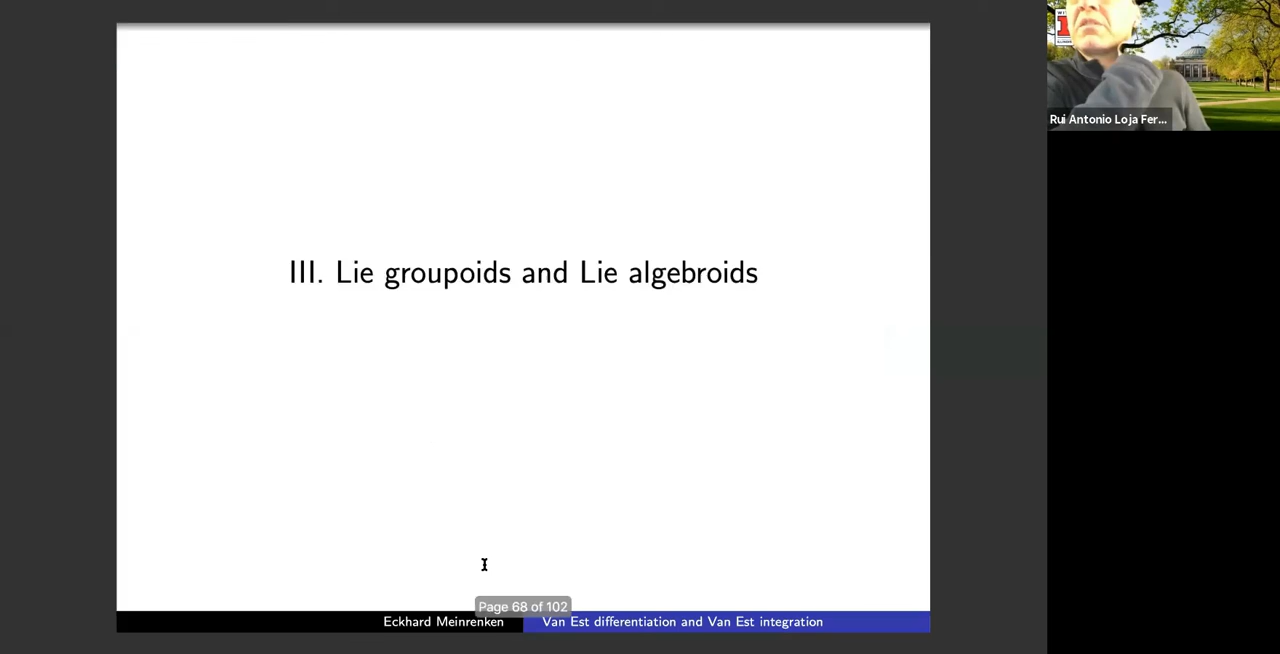 III. Lie groupoids and Lie algebroids
Page 68 of 102
Eckhard Meinrenken
Van Est differentiation and Van Est integration
Rui Antonio Loja Fer...